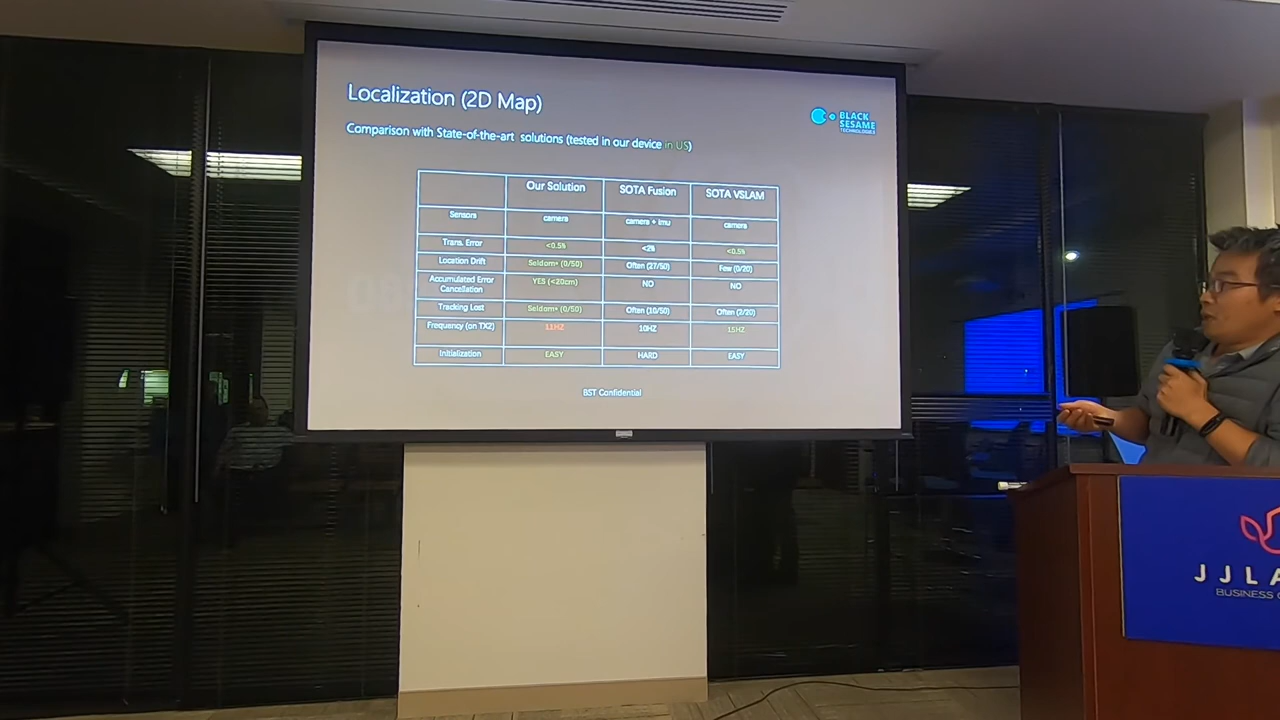 Localization (2D Map)
BLACK
SESAME
TECHNOLOGIES
Comparison with State-of-the-art solutions (tested in our device in US)
Our Solution SOTA Fusion SOTA VSLAM
Sensors camera camera + imu camera
Trans. Error <0.5% <2% <0.5%
Location Drift Seldom* (0/50) Often (27/50) Few (0/20)
Accumulated Error Cancellation YES (<20cm) NO NO
Tracking Lost Seldom* (0/50) Often (10/50) Often (2/20)
Frequency (on TX2) 11HZ 10HZ 15HZ
Initialization EASY HARD EASY
BST Confidential
JJLA
BUSINESS